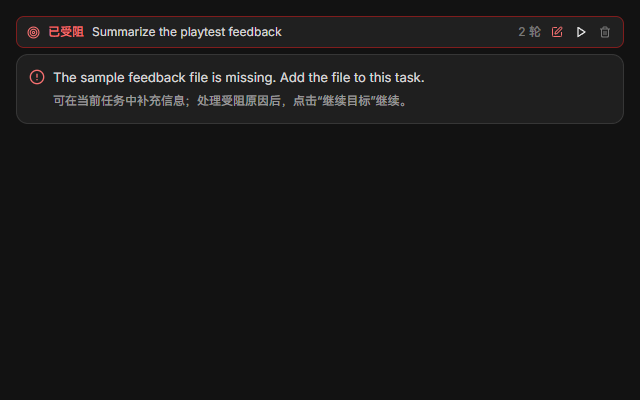 已受阻 Summarize the playtest feedback 2 轮
The sample feedback file is missing. Add the file to this task.
可在当前任务中补充信息；处理受阻原因后，点击“继续目标”继续。